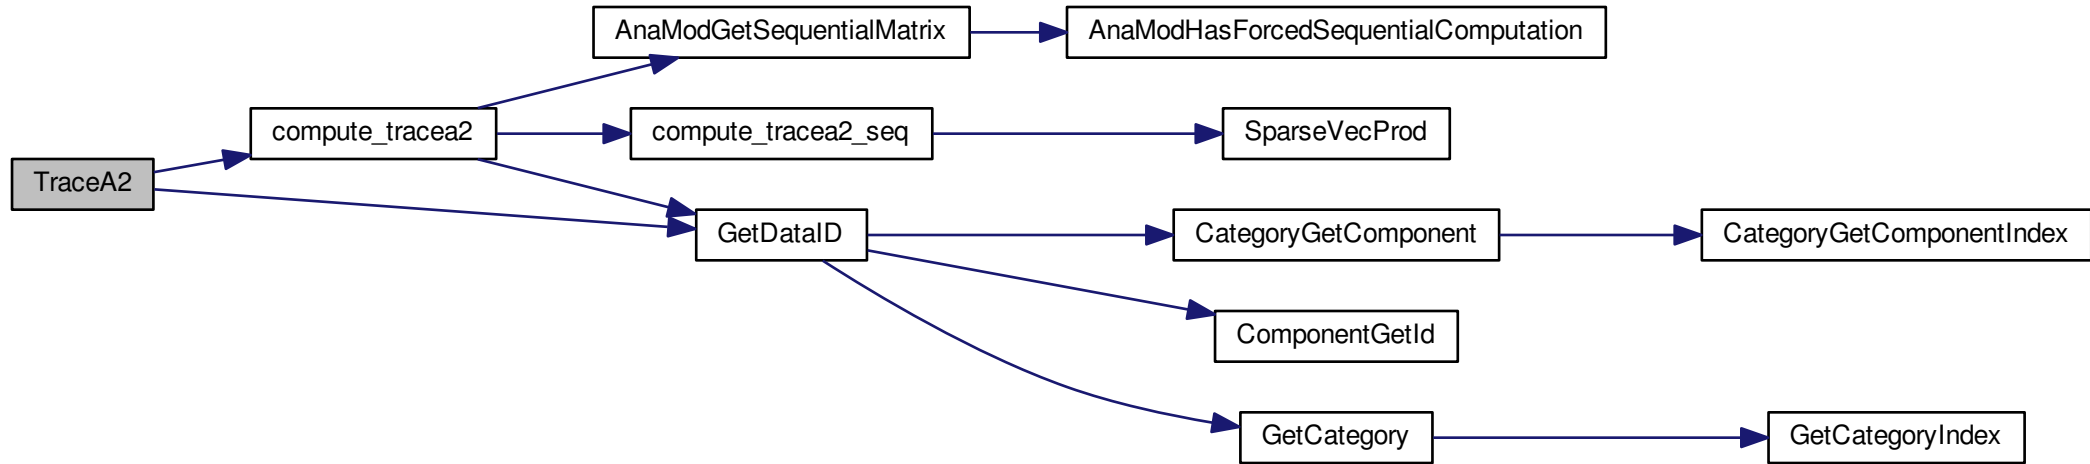 AnaModGetSequentialMatrix
AnaModHasForcedSequentialComputation
compute_tracea2
compute_tracea2_seq
SparseVecProd
TraceA2
GetDataID
CategoryGetComponent
CategoryGetComponentIndex
ComponentGetId
GetCategory
GetCategoryIndex